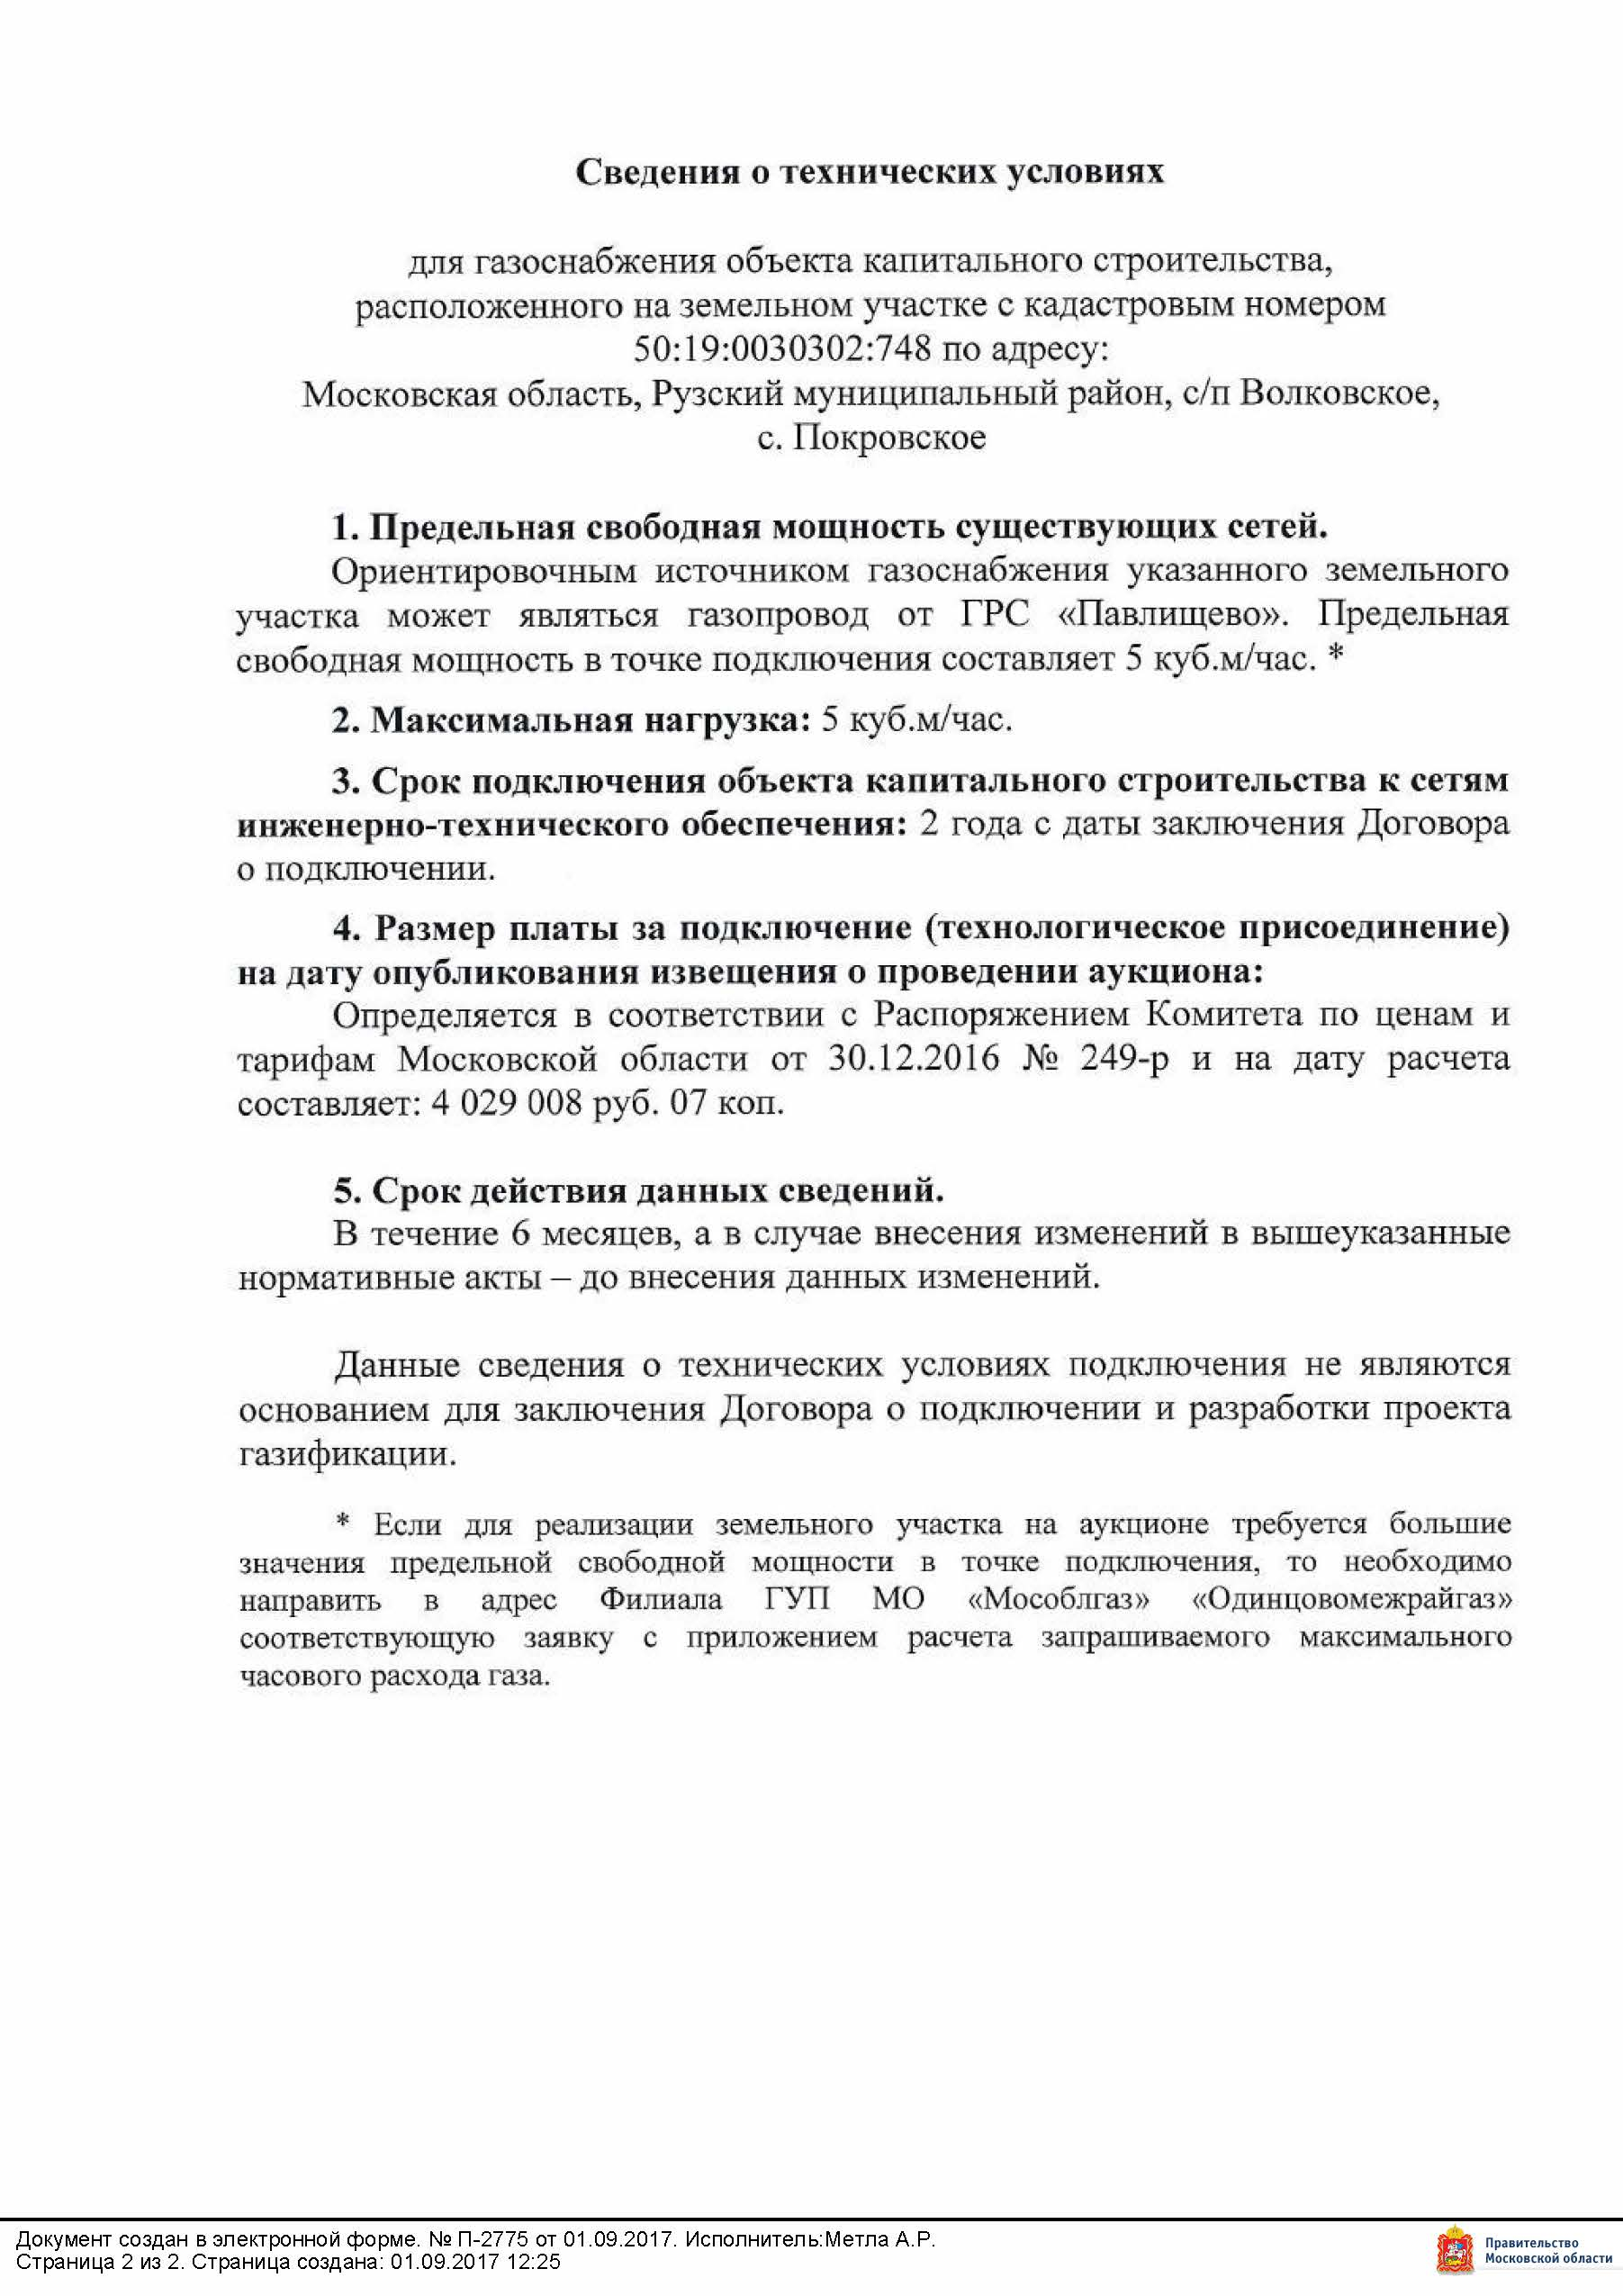 Сведения о технических условиях
для газоснабжения объекта капитального строительства,
расположенного на земельном участке с кадастровым номером
50:19:0030302:748 по адресу:
Московская область, Рузский муниципальный район, с/п Волковское,
с. Покровское
1. Предельная свободная мощность существующих сетей.
Ориентировочным источником газоснабжения указанного земельного
участка может являться газопровод от ГРС «Павлищево». Предельная
свободная мощность в точке подключения составляет 5 куб.м/час. *
2. Максимальная нагрузка: 5 куб.м/час.
3. Срок подключения объекта капитального строительства к сетям
инженерно-технического обеспечения: 2 года с даты заключения Договора
о подключении.
4. Размер платы за подключение (технологическое присоединение)
на дату опубликования извещения о проведении аукциона:
Определяется в соответствии с Распоряжением Комитета по ценам и
тарифам Московской области от 30.12.2016 № 249-р и на дату расчета
составляет: 4 029 008 руб. 07 коп.
5. Срок действия данных сведений.
В течение 6 месяцев, а в случае внесения изменений в вышеуказанные
нормативные акты – до внесения данных изменений.
Данные сведения о технических условиях подключения не являются
основанием для заключения Договора о подключении и разработки проекта
газификации.
* Если для реализации земельного участка на аукционе требуется большие
значения предельной свободной мощности в точке подключения, то необходимо
направить в адрес Филиала ГУП МО «Мособлгаз» «Одинцовомежрайгаз»
соответствующую заявку с приложением расчета запрашиваемого максимального
часового расхода газа.
Документ создан в электронной форме. № П-2775 от 01.09.2017. Исполнитель:Метла А.Р.
Страница 2 из 2. Страница создана: 01.09.2017 12:25
Правительство
Московской области